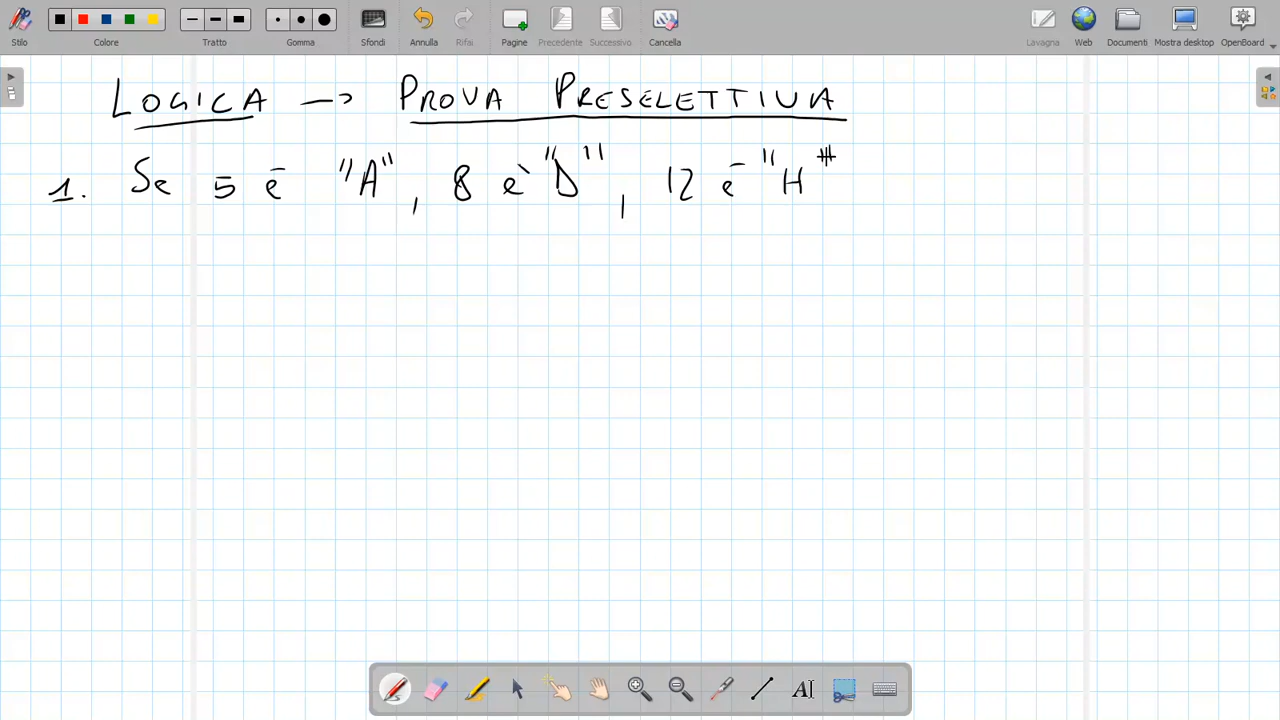 Stilo Colore Tratto Gomma Sfondi Annulla Rifai Pagine Precedente Successivo Cancella Lavagna Web Documenti Mostra desktop OpenBoard
LOGICA → PROVA PRESELETTIVA
1. Se 5 è "A", 8 è "D", 12 è "H"